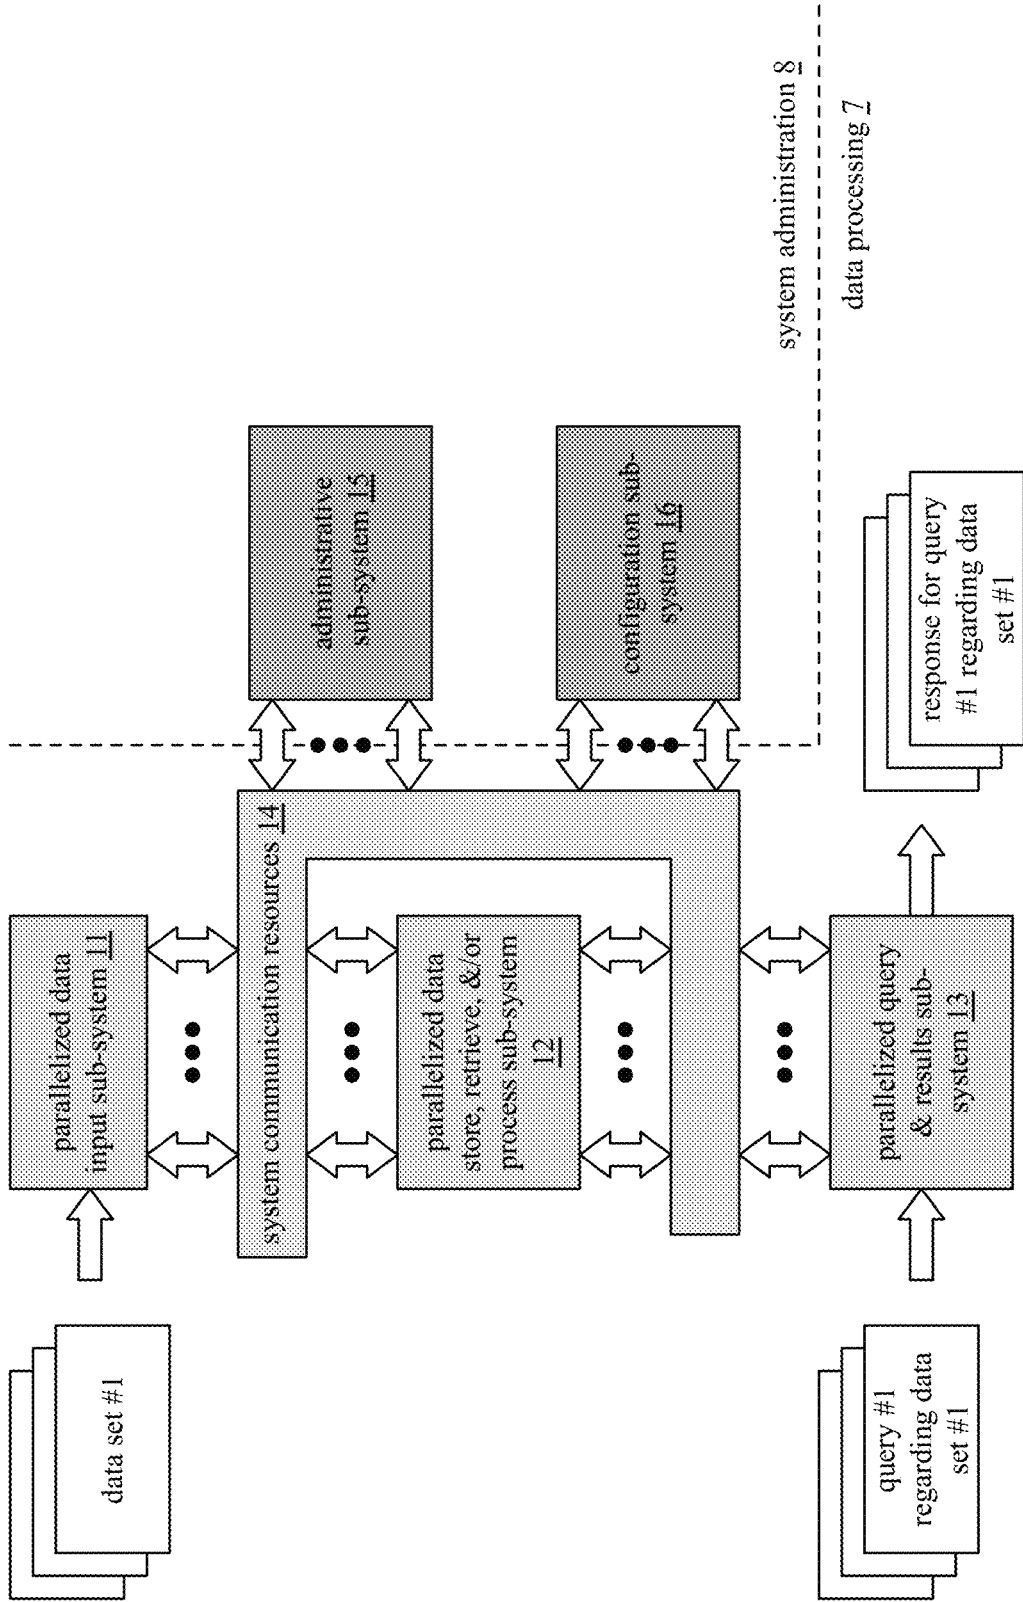 data set #1
parallelized data
input sub-system 11
system communication resources 14
parallelized data
store, retrieve, &/or
process sub-system
12
administrative
sub-system 15
configuration sub-
system 16
system administration 8
data processing 7
query #1
regarding data
set #1
parallelized query
& results sub-
system 13
response for query
#1 regarding data
set #1